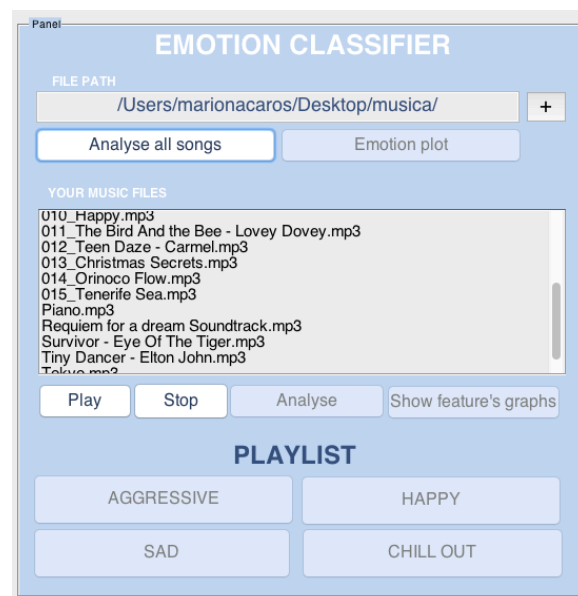 Panel
EMOTION CLASSIFIER
FILE PATH
/Users/marionacaros/Desktop/musica/ +
Analyse all songs Emotion plot
YOUR MUSIC FILES
010_Happy.mp3
011_The Bird And the Bee - Lovey Dovey.mp3
012_Teen Daze - Carmel.mp3
013_Christmas Secrets.mp3
014_Orinoco Flow.mp3
015_Tenerife Sea.mp3
Piano.mp3
Requiem for a dream Soundtrack.mp3
Survivor - Eye Of The Tiger.mp3
Tiny Dancer - Elton John.mp3
Tokyo.mp3
Play Stop Analyse Show feature's graphs
PLAYLIST
AGGRESSIVE HAPPY
SAD CHILL OUT